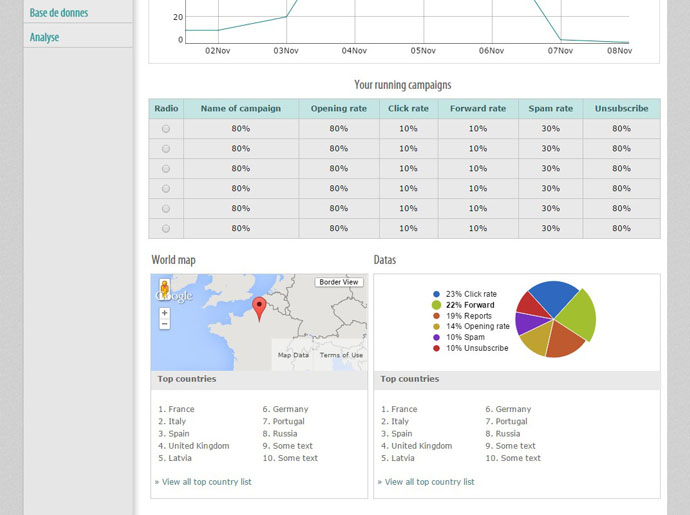 Base de donnes
Analyse
20
0
02Nov 03Nov 04Nov 05Nov 06Nov 07Nov 08Nov
Your running campaigns
Radio Name of campaign Opening rate Click rate Forward rate Spam rate Unsubscribe
80% 80% 10% 10% 30% 80%
80% 80% 10% 10% 30% 80%
80% 80% 10% 10% 30% 80%
80% 80% 10% 10% 30% 80%
80% 80% 10% 10% 30% 80%
80% 80% 10% 10% 30% 80%
World map
Border View
Google
+
−
Map Data Terms of Use
Top countries
1. France
2. Italy
3. Spain
4. United Kingdom
5. Latvia
6. Germany
7. Portugal
8. Russia
9. Some text
10. Some text
» View all top country list
Datas
23% Click rate
22% Forward
19% Reports
14% Opening rate
10% Spam
10% Unsubscribe
Top countries
1. France
2. Italy
3. Spain
4. United Kingdom
5. Latvia
6. Germany
7. Portugal
8. Russia
9. Some text
10. Some text
» View all top country list